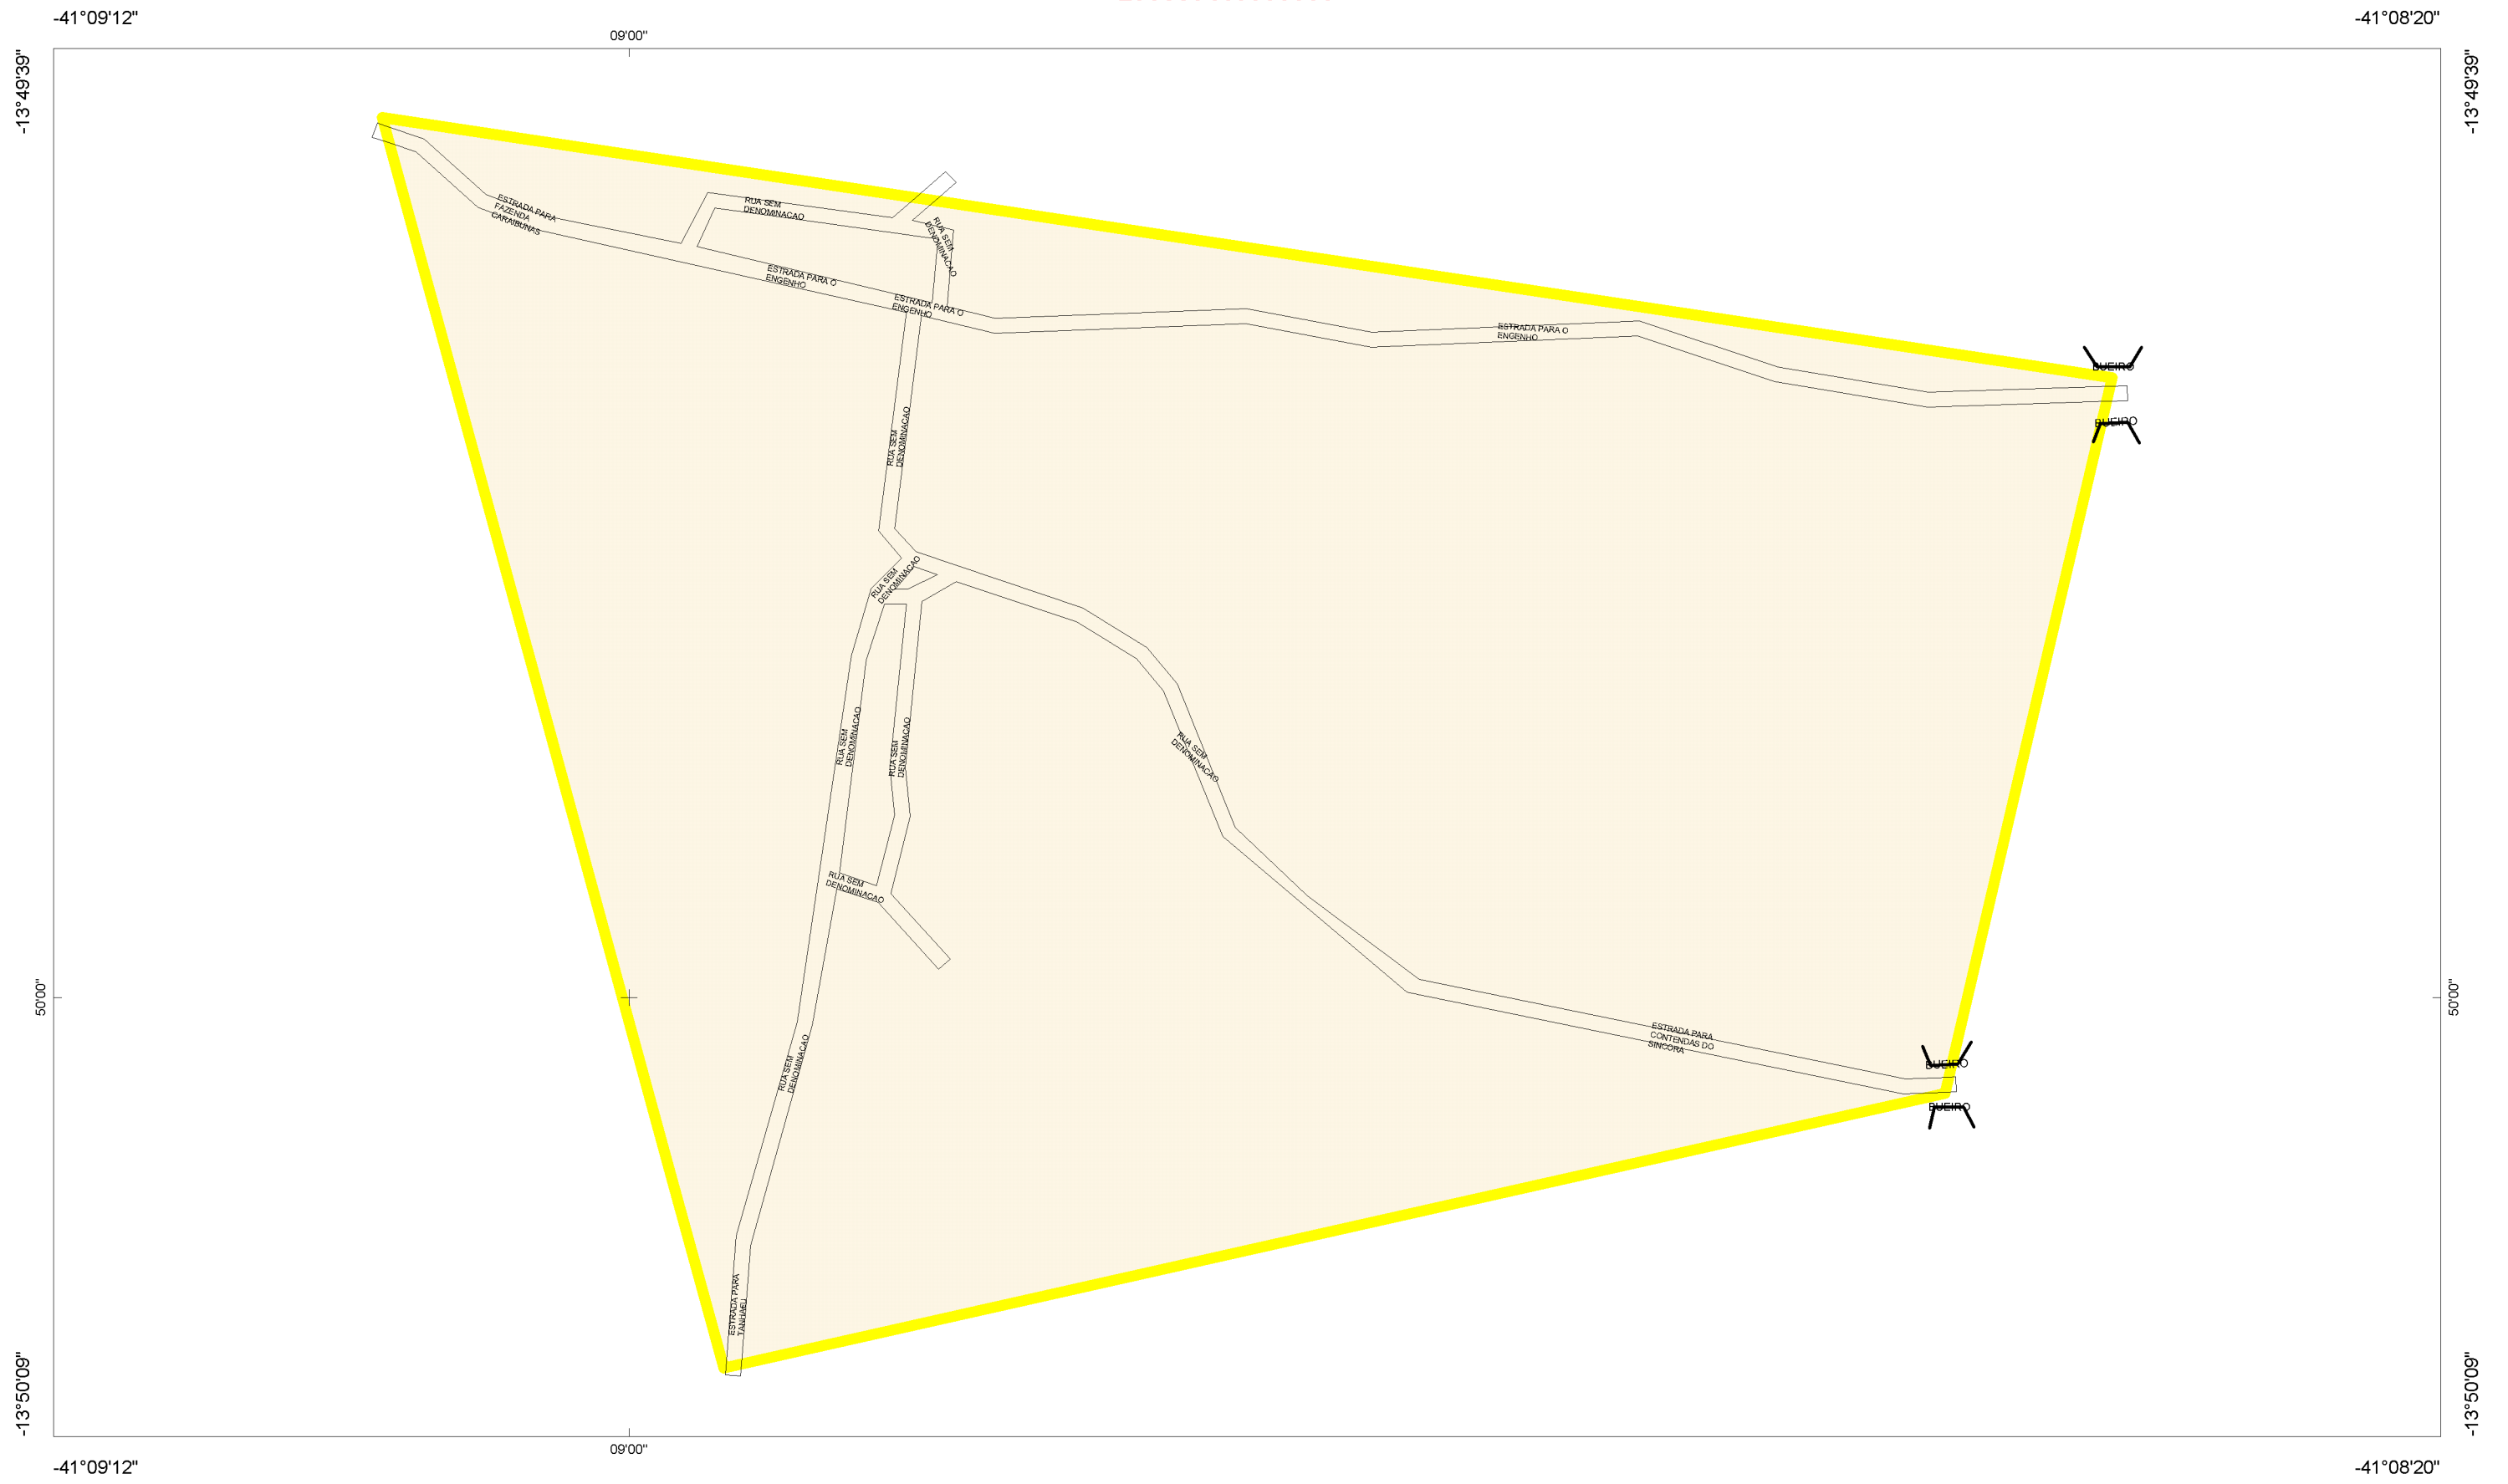 -41°09'12"
-41°08'20"
09'00"
-13°49'39"
-13°49'39"
RUA SEM
DENOMINACAO
ESTRADA PARA
FAZENDA
CARAIBUNAS
RUA SEM
DENOMINACAO
ESTRADA PARA O
ENGENHO
ESTRADA PARA O
ENGENHO
ESTRADA PARA O
ENGENHO
BUEIRO
BUEIRO
RUA SEM
DENOMINACAO
RUA SEM
DENOMINACAO
RUA SEM
DENOMINACAO
RUA SEM
DENOMINACAO
RUA SEM
DENOMINACAO
RUA SEM
DENOMINACAO
50'00"
50'00"
ESTRADA PARA
CONTENDAS DO
SINCORA
RUA SEM
DENOMINACAO
BUEIRO
BUEIRO
ESTRADA PARA
TANHAEU
-13°50'09"
-13°50'09"
09'00"
-41°09'12"
-41°08'20"